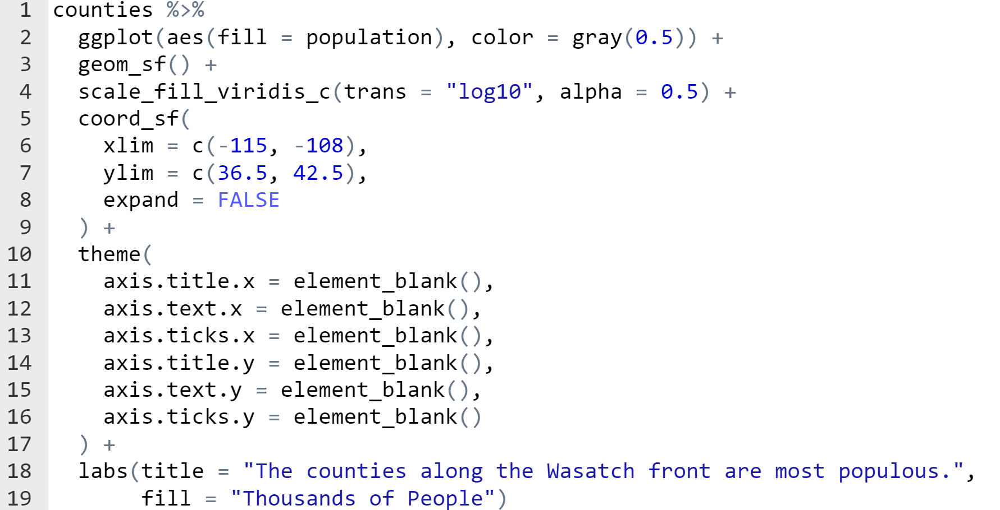 1 counties %>%
2   ggplot(aes(fill = population), color = gray(0.5)) +
3   geom_sf() +
4   scale_fill_viridis_c(trans = "log10", alpha = 0.5) +
5   coord_sf(
6     xlim = c(-115, -108),
7     ylim = c(36.5, 42.5),
8     expand = FALSE
9   ) +
10   theme(
11     axis.title.x = element_blank(),
12     axis.text.x = element_blank(),
13     axis.ticks.x = element_blank(),
14     axis.title.y = element_blank(),
15     axis.text.y = element_blank(),
16     axis.ticks.y = element_blank()
17   ) +
18   labs(title = "The counties along the Wasatch front are most populous.",
19        fill = "Thousands of People")